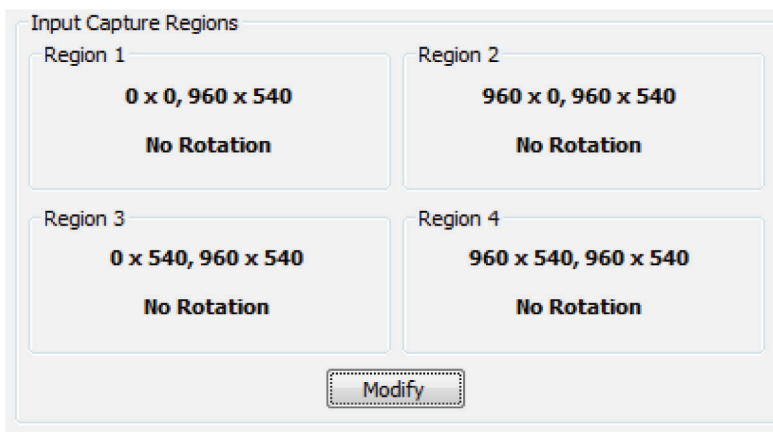 Input Capture Regions
Region 1
0 x 0, 960 x 540
No Rotation
Region 2
960 x 0, 960 x 540
No Rotation
Region 3
0 x 540, 960 x 540
No Rotation
Region 4
960 x 540, 960 x 540
No Rotation
Modify